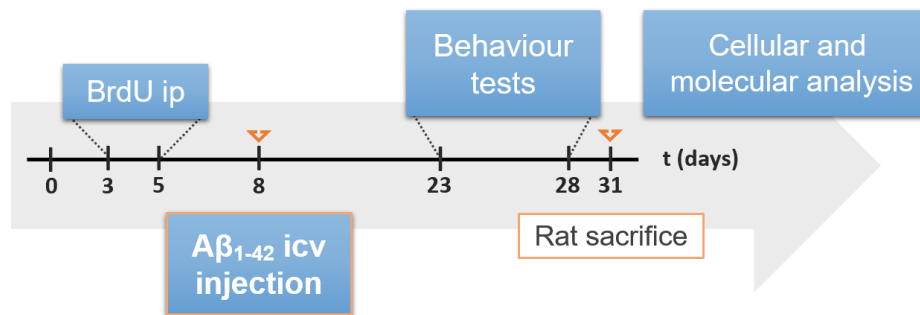 BrdU ip
Behaviour
tests
Cellular and
molecular analysis
t (days)
0 3 5 8 23 28 31
Aβ₁₋₄₂ icv
injection
Rat sacrifice